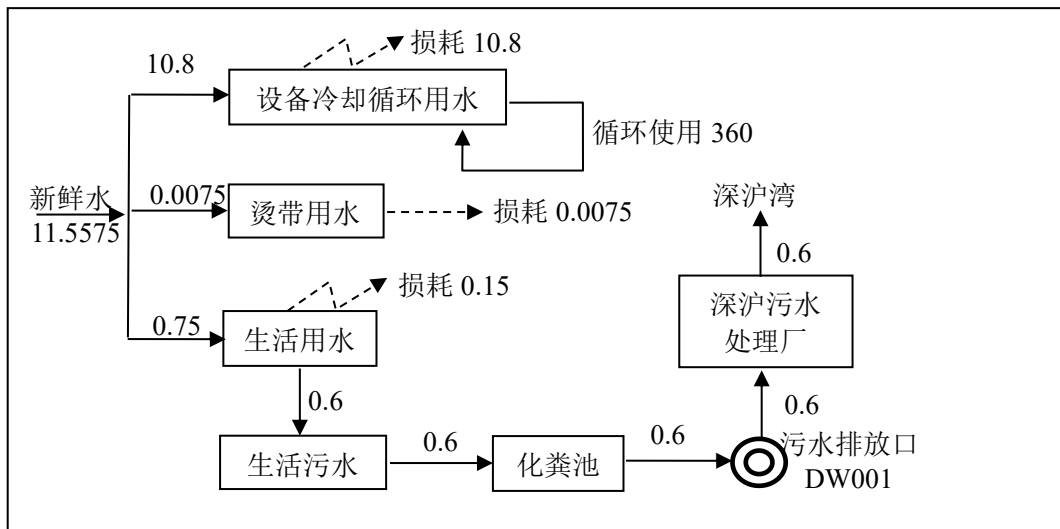 损耗 10.8
10.8
设备冷却循环用水
循环使用 360
新鲜水
11.5575
0.0075
烫带用水
损耗 0.0075
深沪湾
0.6
损耗 0.15
0.75
生活用水
深沪污水
处理厂
0.6
0.6
生活污水
0.6
化粪池
0.6
污水排放口
DW001